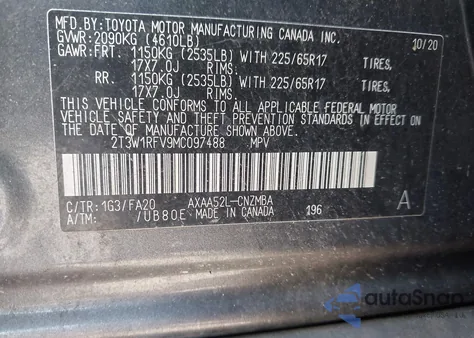 MFD.BY: TOYOTA MOTOR MANUFACTURING CANADA INC.
10/20
GVWR: 2090KG (4610LB)
GAWR: FRT. 1150KG (2535LB) WITH 225/65R17 TIRES,
17X7.0J RIMS.
RR. 1150KG (2535LB) WITH 225/65R17 TIRES,
17X7.0J RIMS.
THIS VEHICLE CONFORMS TO ALL APPLICABLE FEDERAL MOTOR
VEHICLE SAFETY AND THEFT PREVENTION STANDARDS IN EFFECT
ON THE DATE OF MANUFACTURE SHOWN ABOVE.
2T3W1RFV9MC097488 MPV
C/TR: 1G3/FA20 AXAA52L-CNZMBA
A/TM: /UB80E MADE IN CANADA 196 A
autoSnap